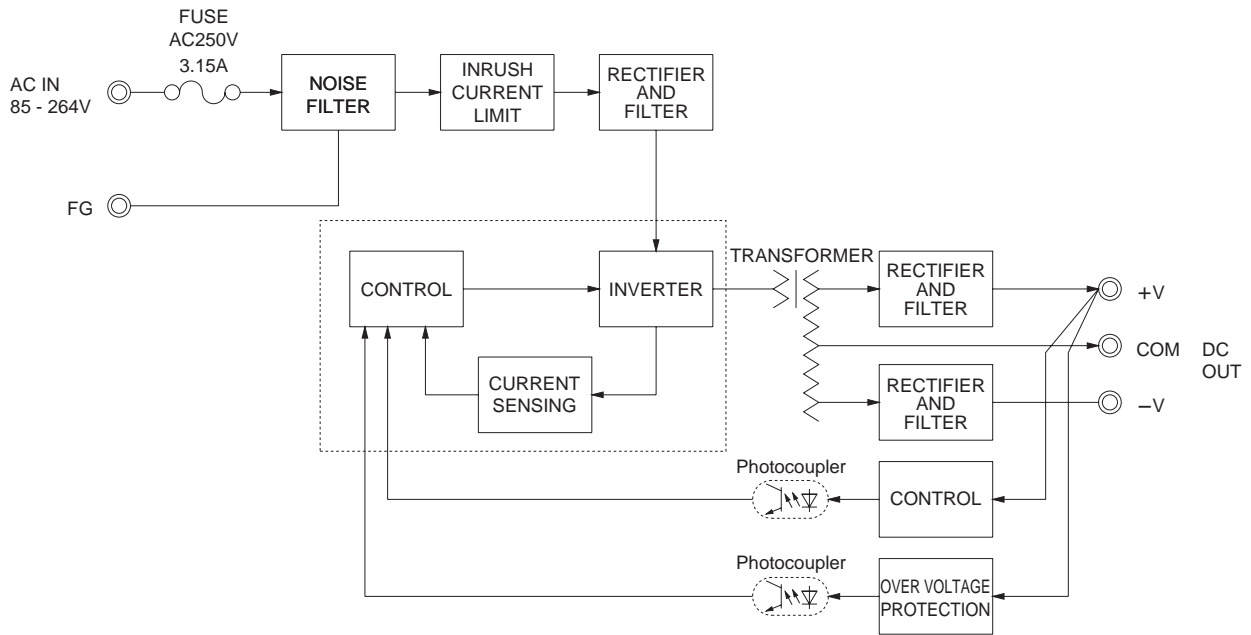 FUSE
AC250V
3.15A
AC IN
85 - 264V
NOISE
FILTER
INRUSH
CURRENT
LIMIT
RECTIFIER
AND
FILTER
FG
CONTROL
INVERTER
TRANSFORMER
RECTIFIER
AND
FILTER
+V
CURRENT
SENSING
COM
DC
OUT
RECTIFIER
AND
FILTER
−V
Photocoupler
CONTROL
Photocoupler
OVER VOLTAGE
PROTECTION